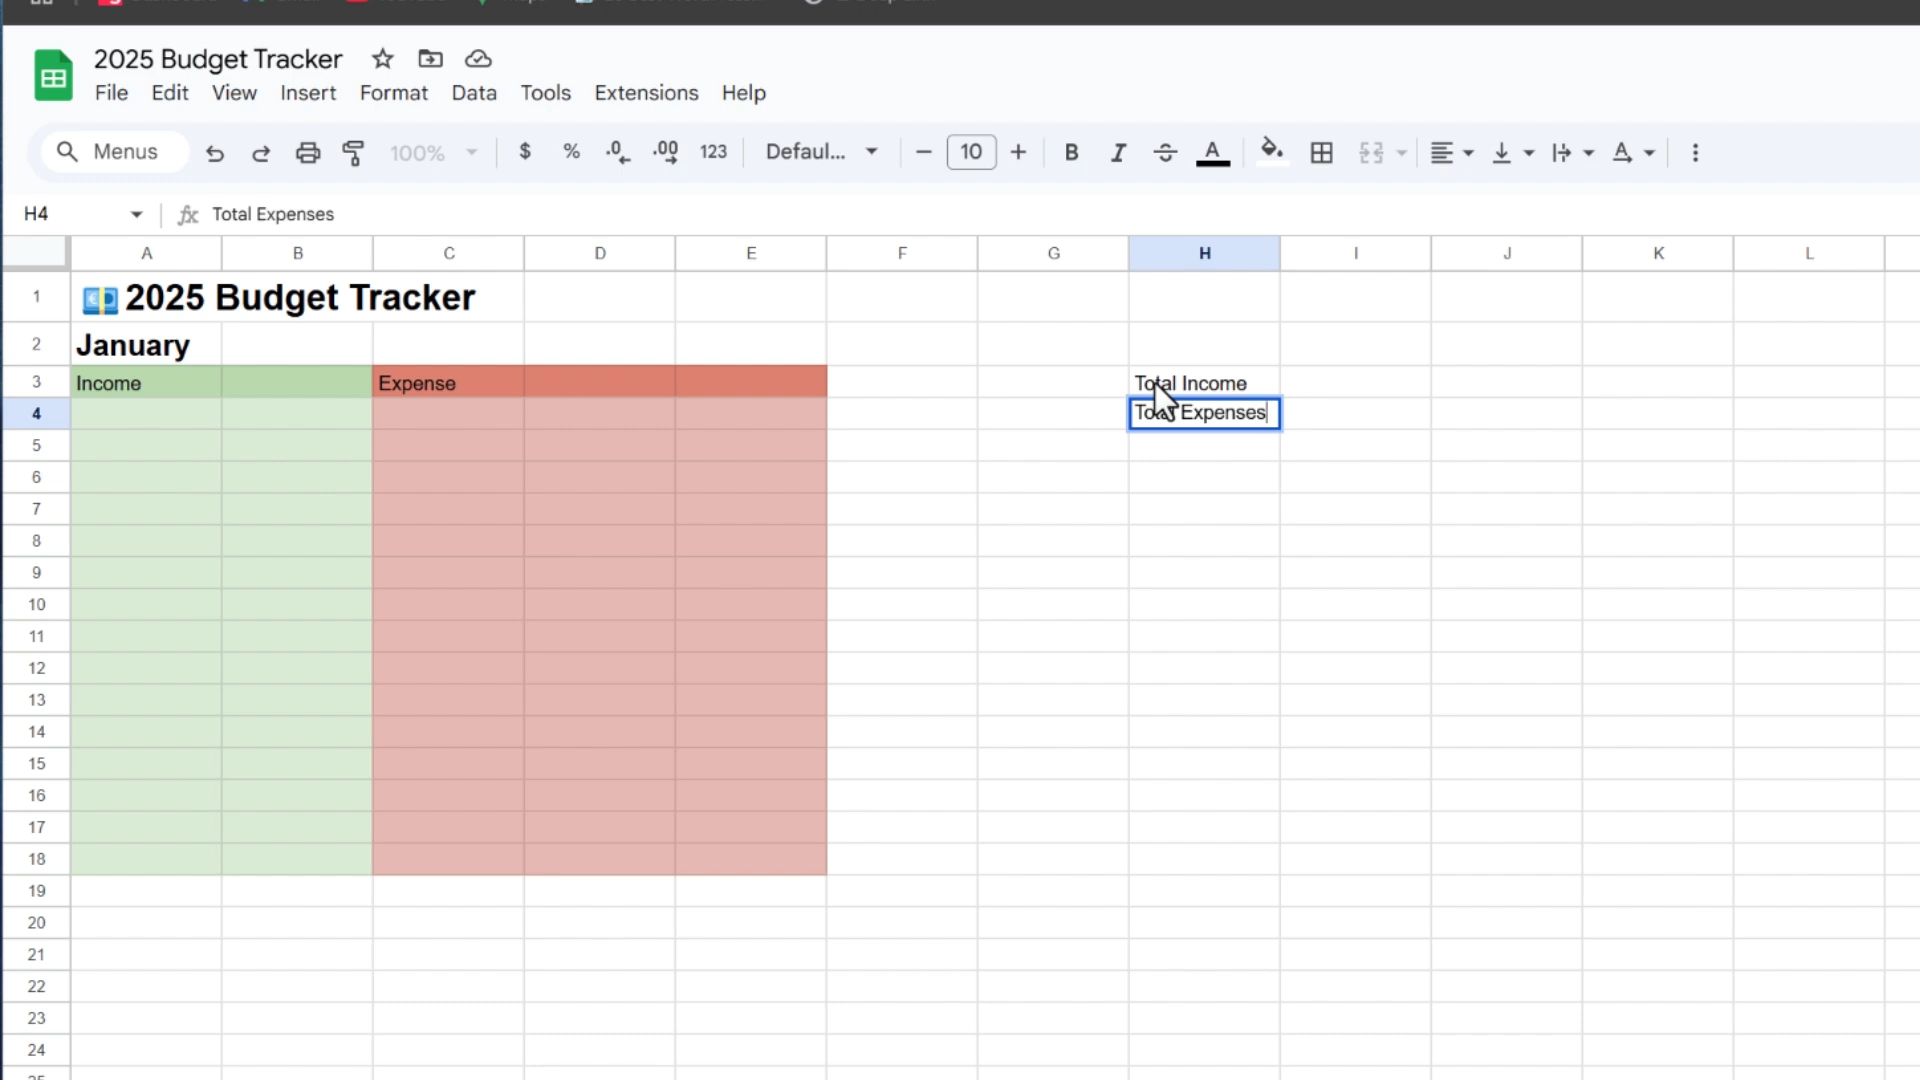 2025 Budget Tracker
File Edit View Insert Format Data Tools Extensions Help
Menus 100% $ % .0 .00 123 Defaul... 10 B I A A
H4 fx Total Expenses
A B C D E F G H I J K L
1 2025 Budget Tracker
2 January
3 Income Expense Total Income
4 Total Expenses
5
6
7
8
9
10
11
12
13
14
15
16
17
18
19
20
21
22
23
24